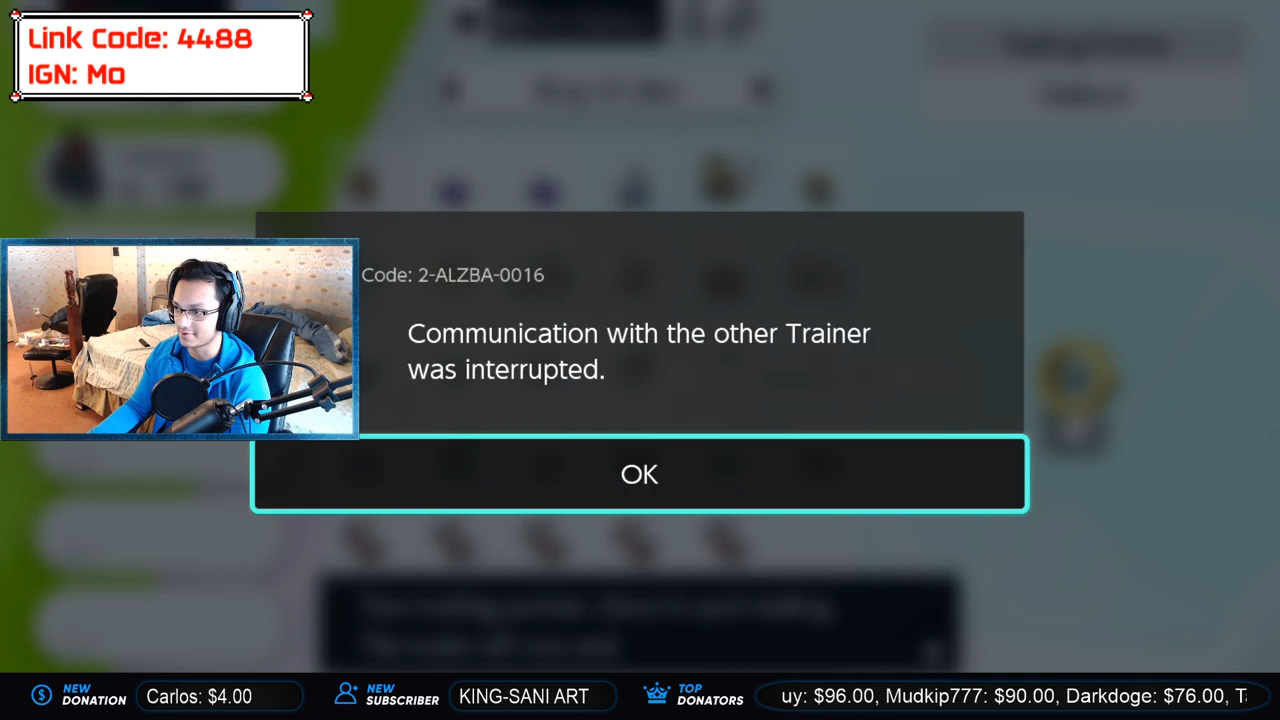 Link Code: 4488
IGN: Mo
Code: 2-ALZBA-0016
Communication with the other Trainer
was interrupted.
OK
NEW DONATION
Carlos: $4.00
NEW SUBSCRIBER
KING-SANI ART
TOP DONATORS
uy: $96.00, Mudkip777: $90.00, Darkdoge: $76.00,